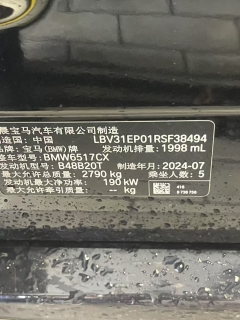 晨宝马汽车有限公司制造
造国：中国 LBV31EP01RSF38494
品牌：宝马(BMW)牌 发动机排量：1998 mL
整车型号：BMW6517CX
发动机型号：B48B20T 制造年月：2024-07
最大允许总质量：2790 kg 乘坐人数：5
发动机最大净功率：190 kW
最大允许牵引质量：-- kg
416